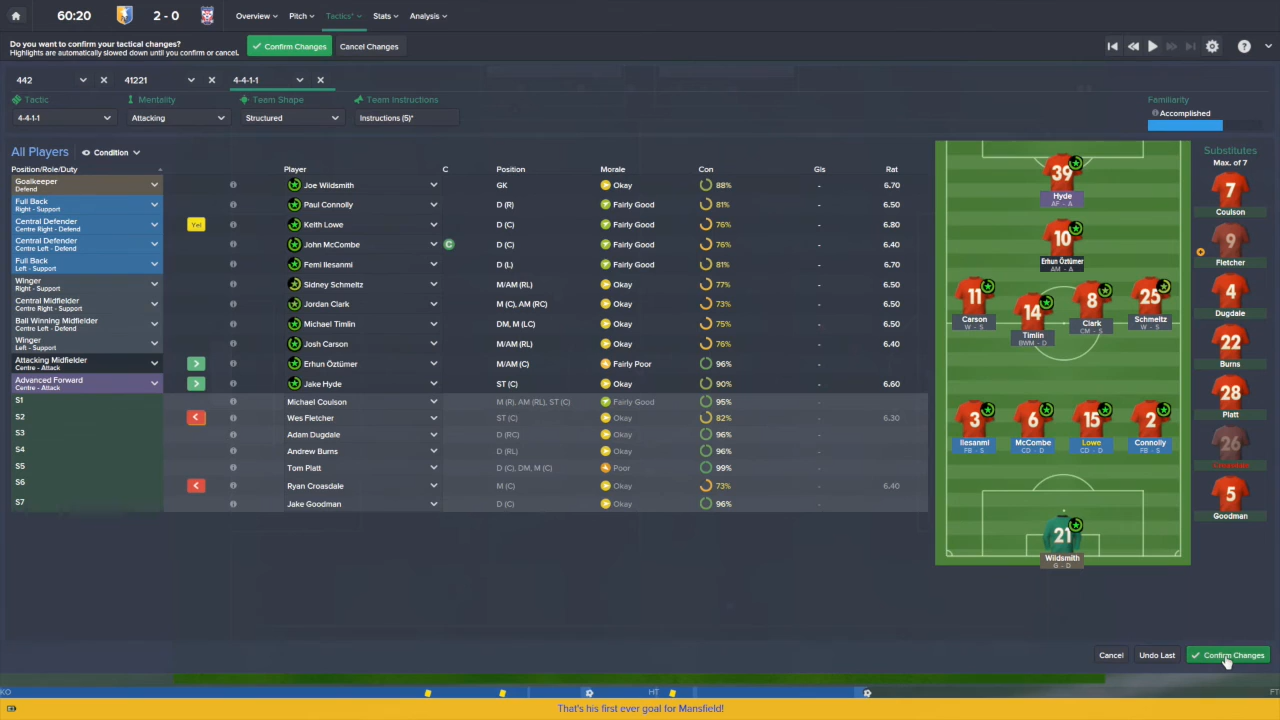 60:20 2 - 0 Overview Pitch Tactics* Stats Analysis
Do you want to confirm your tactical changes?
Highlights are automatically slowed down until you confirm or cancel.
Confirm Changes Cancel Changes
442 41221 4-4-1-1
Tactic Mentality Team Shape Team Instructions
4-4-1-1 Attacking Structured Instructions (5)*
Familiarity
Accomplished
All Players Condition
Position/Role/Duty Player C Position Morale Con Gls Rat
Goalkeeper
Defend
Joe Wildsmith GK Okay 88% - 6.70
Full Back
Right - Support
Paul Connolly D (R) Fairly Good 81% - 6.50
Central Defender
Centre Right - Defend
Yel Keith Lowe D (C) Fairly Good 76% - 6.80
Central Defender
Centre Left - Defend
John McCombe C D (C) Fairly Good 76% - 6.40
Full Back
Left - Support
Femi Ilesanmi D (L) Fairly Good 81% - 6.70
Winger
Right - Support
Sidney Schmeltz M/AM (RL) Okay 77% - 6.50
Central Midfielder
Centre Right - Support
Jordan Clark M (C), AM (RC) Okay 73% - 6.50
Ball Winning Midfielder
Centre Left - Defend
Michael Timlin DM, M (LC) Okay 75% - 6.50
Winger
Left - Support
Josh Carson M/AM (RL) Okay 76% - 6.40
Attacking Midfielder
Centre - Attack
Erhun Öztümer M/AM (C) Fairly Poor 96% -
Advanced Forward
Centre - Attack
Jake Hyde ST (C) Okay 90% - 6.60
S1 Michael Coulson M (R), AM (RL), ST (C) Fairly Good 95% -
S2 Wes Fletcher ST (C) Okay 82% - 6.30
S3 Adam Dugdale D (RC) Okay 96% -
S4 Andrew Burns D (RL) Okay 96% -
S5 Tom Platt D (C), DM, M (C) Poor 99% -
S6 Ryan Croasdale M (C) Okay 73% - 6.40
S7 Jake Goodman D (C) Okay 96% -
39
Hyde
AF - A
10
Erhun Öztümer
AM - A
11
Carson
W - S
14
Timlin
BWM - D
8
Clark
CM - S
25
Schmeltz
W - S
3
Ilesanmi
FB - S
6
McCombe
CD - D
15
Lowe
CD - D
2
Connolly
FB - S
21
Wildsmith
G - D
Substitutes
Max. of 7
7
Coulson
9
Fletcher
4
Dugdale
22
Burns
28
Platt
26
Croasdale
5
Goodman
Cancel Undo Last Confirm Changes
KO HT FT
That's his first ever goal for Mansfield!